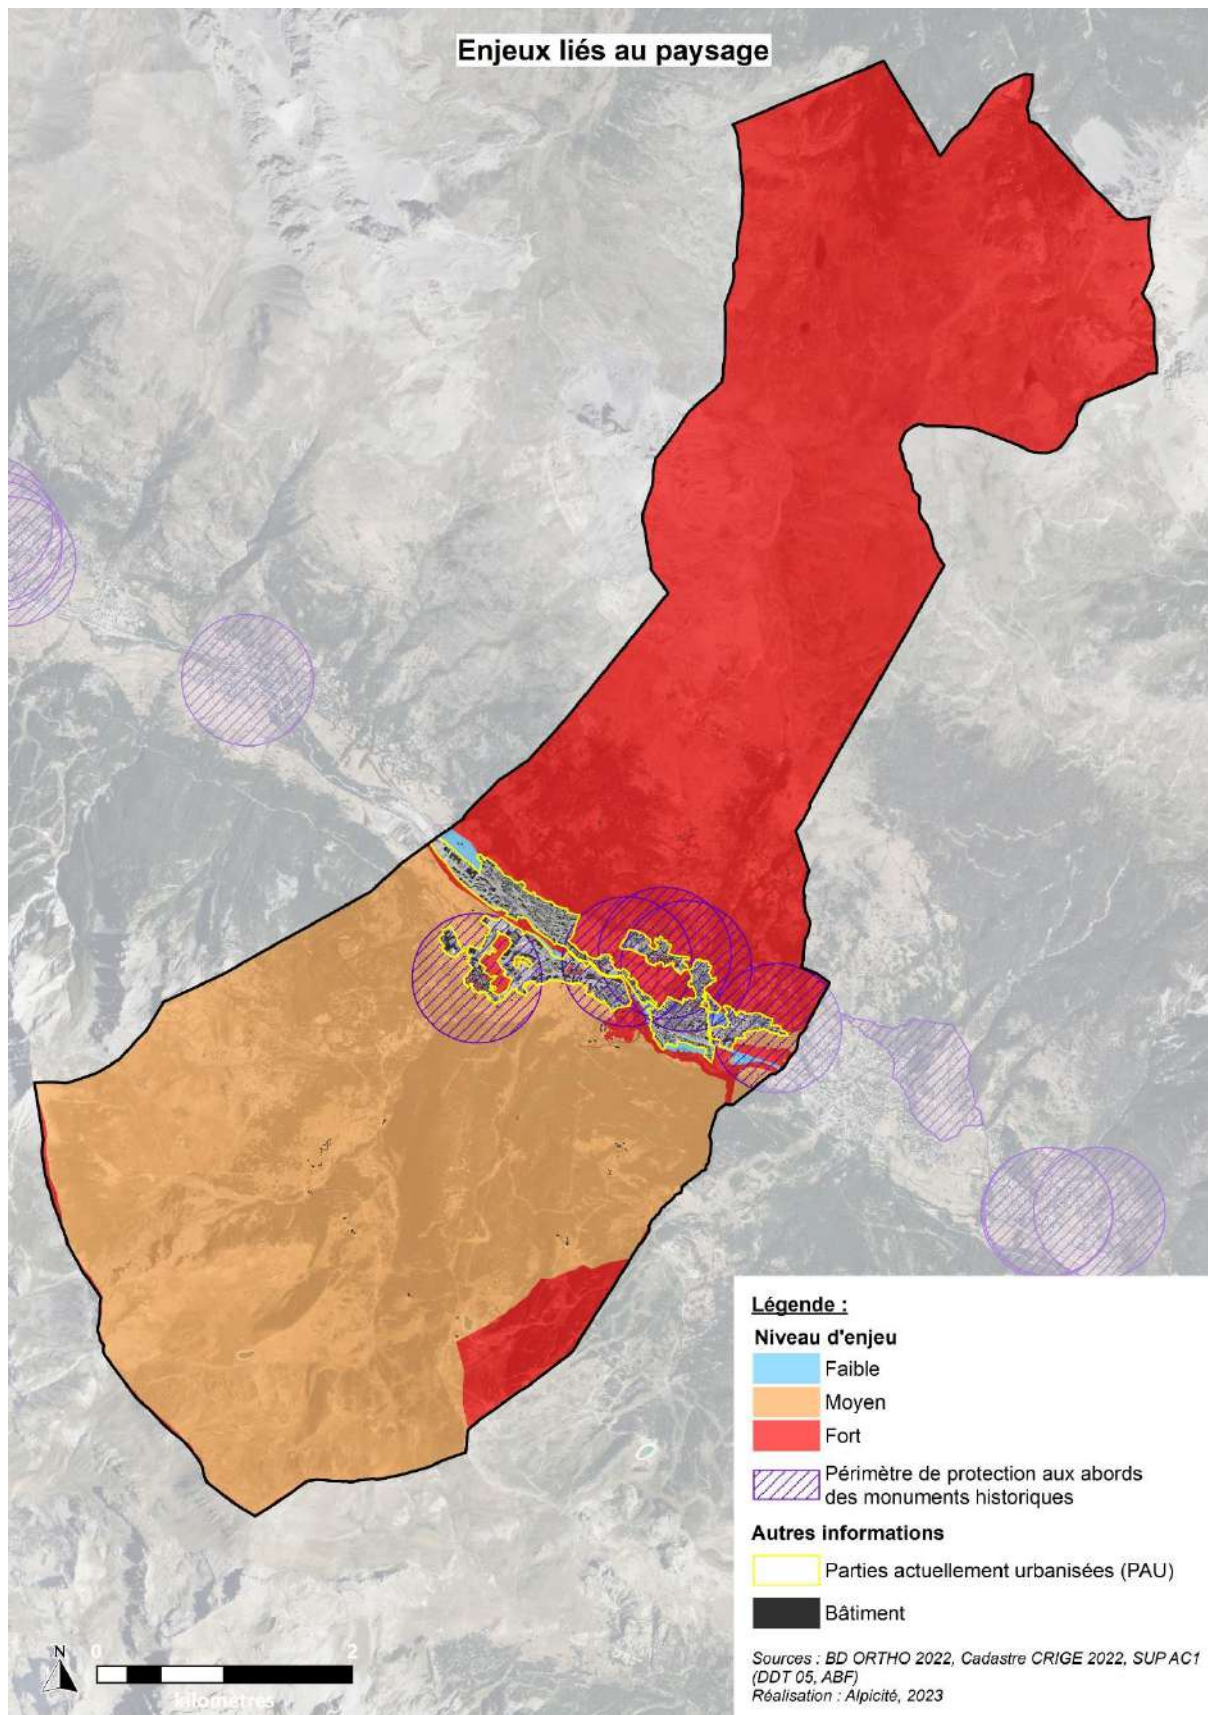 Enjeux liés au paysage
Légende :
Niveau d'enjeu
Faible
Moyen
Fort
Périmètre de protection aux abords
des monuments historiques
Autres informations
Parties actuellement urbanisées (PAU)
Bâtiment
Sources : BD ORTHO 2022, Cadastre CRIGE 2022, SUP AC1
(DDT 05, ABF)
Réalisation : Alpicité, 2023
N
0 2
kilomètres